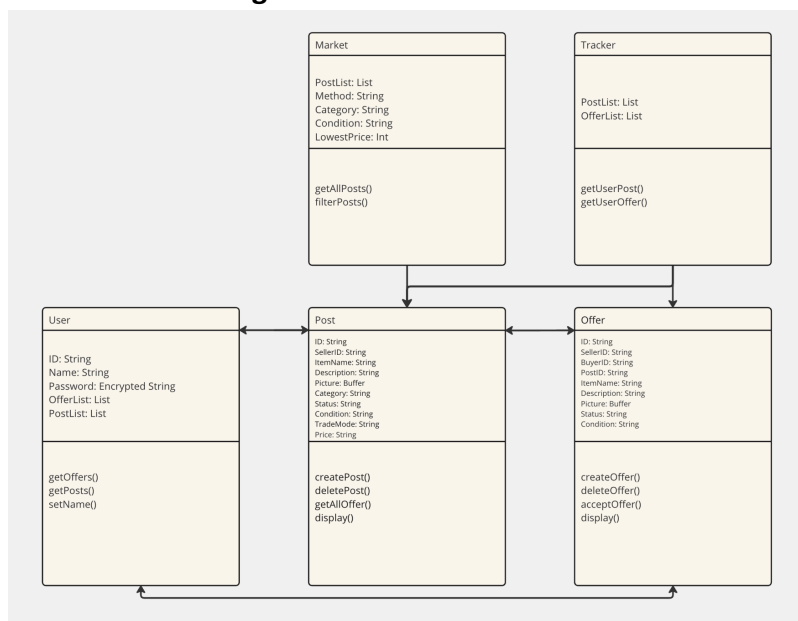 Market
PostList: List
Method: String
Category: String
Condition: String
LowestPrice: Int
getAllPosts()
filterPosts()
Tracker
PostList: List
OfferList: List
getUserPost()
getUserOffer()
User
ID: String
Name: String
Password: Encrypted String
OfferList: List
PostList: List
getOffers()
getPosts()
setName()
Post
ID: String
SellerID: String
ItemName: String
Description: String
Picture: Buffer
Category: String
Status: String
Condition: String
TradeMode: String
Price: String
createPost()
deletePost()
getAllOffer()
display()
Offer
ID: String
SellerID: String
BuyerID: String
PostID: String
ItemName: String
Description: String
Picture: Buffer
Status: String
Condition: String
createOffer()
deleteOffer()
acceptOffer()
display()